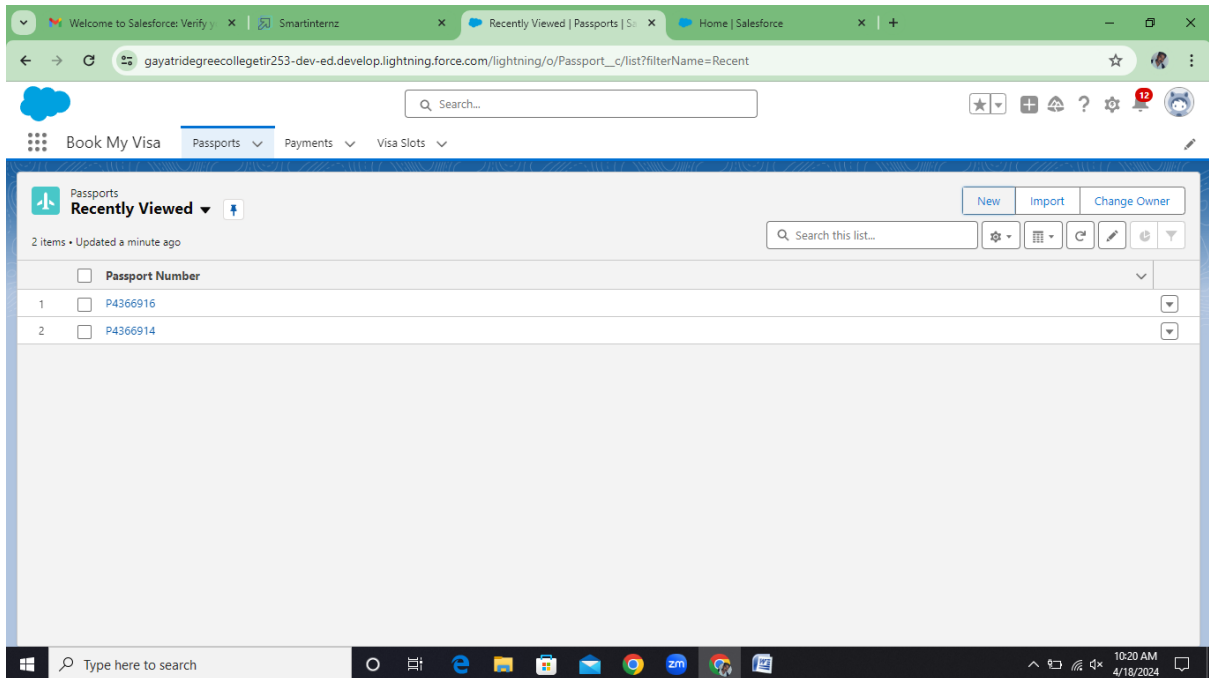 Welcome to Salesforce: Verify y
Smartinternz
Recently Viewed | Passports | Sa
Home | Salesforce
gayatridegreecollegetir253-dev-ed.develop.lightning.force.com/lightning/o/Passport__c/list?filterName=Recent
Search...
12
Book My Visa
Passports
Payments
Visa Slots
Passports
Recently Viewed
New
Import
Change Owner
2 items • Updated a minute ago
Search this list...
Passport Number
1 P4366916
2 P4366914
Type here to search
zm
10:20 AM
4/18/2024